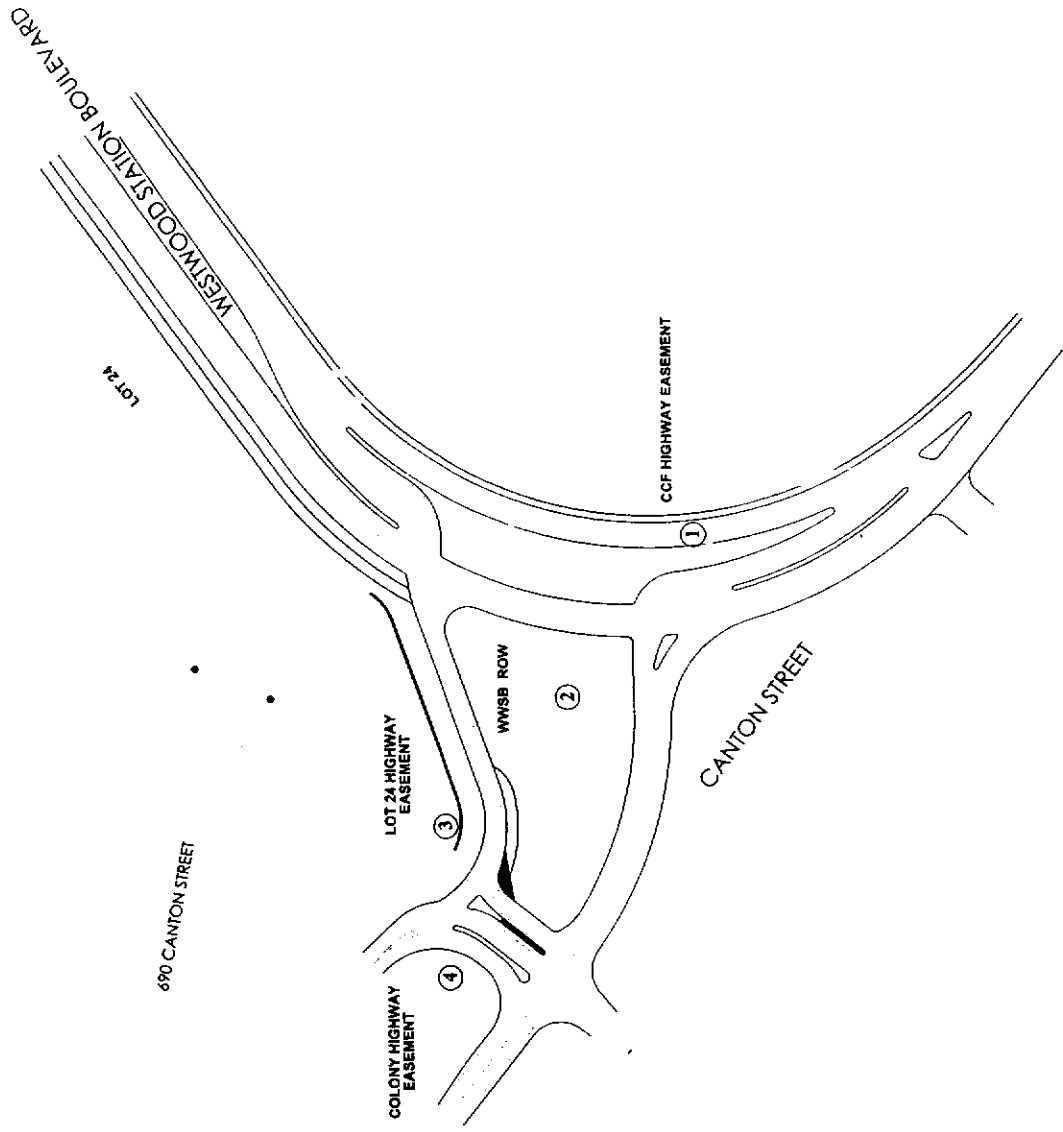 WESTWOOD STATION BOULEVARD
LOT 24
CCF HIGHWAY EASEMENT
1
WWSB ROW
2
LOT 24 HIGHWAY
EASEMENT
3
CANTON STREET
690 CANTON STREET
COLONY HIGHWAY
EASEMENT
4